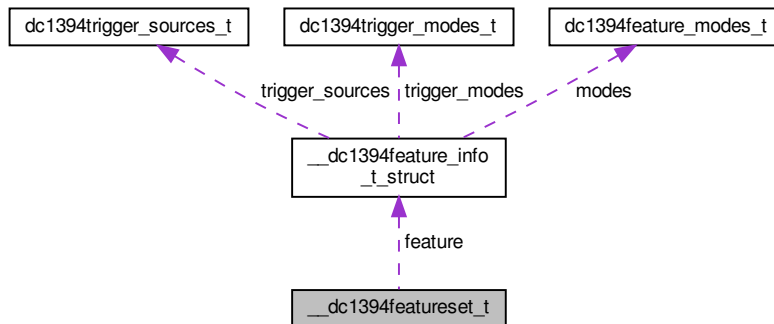 dc1394trigger_sources_t
dc1394trigger_modes_t
dc1394feature_modes_t
trigger_sources
trigger_modes
modes
__dc1394feature_info
_t_struct
feature
__dc1394featureset_t